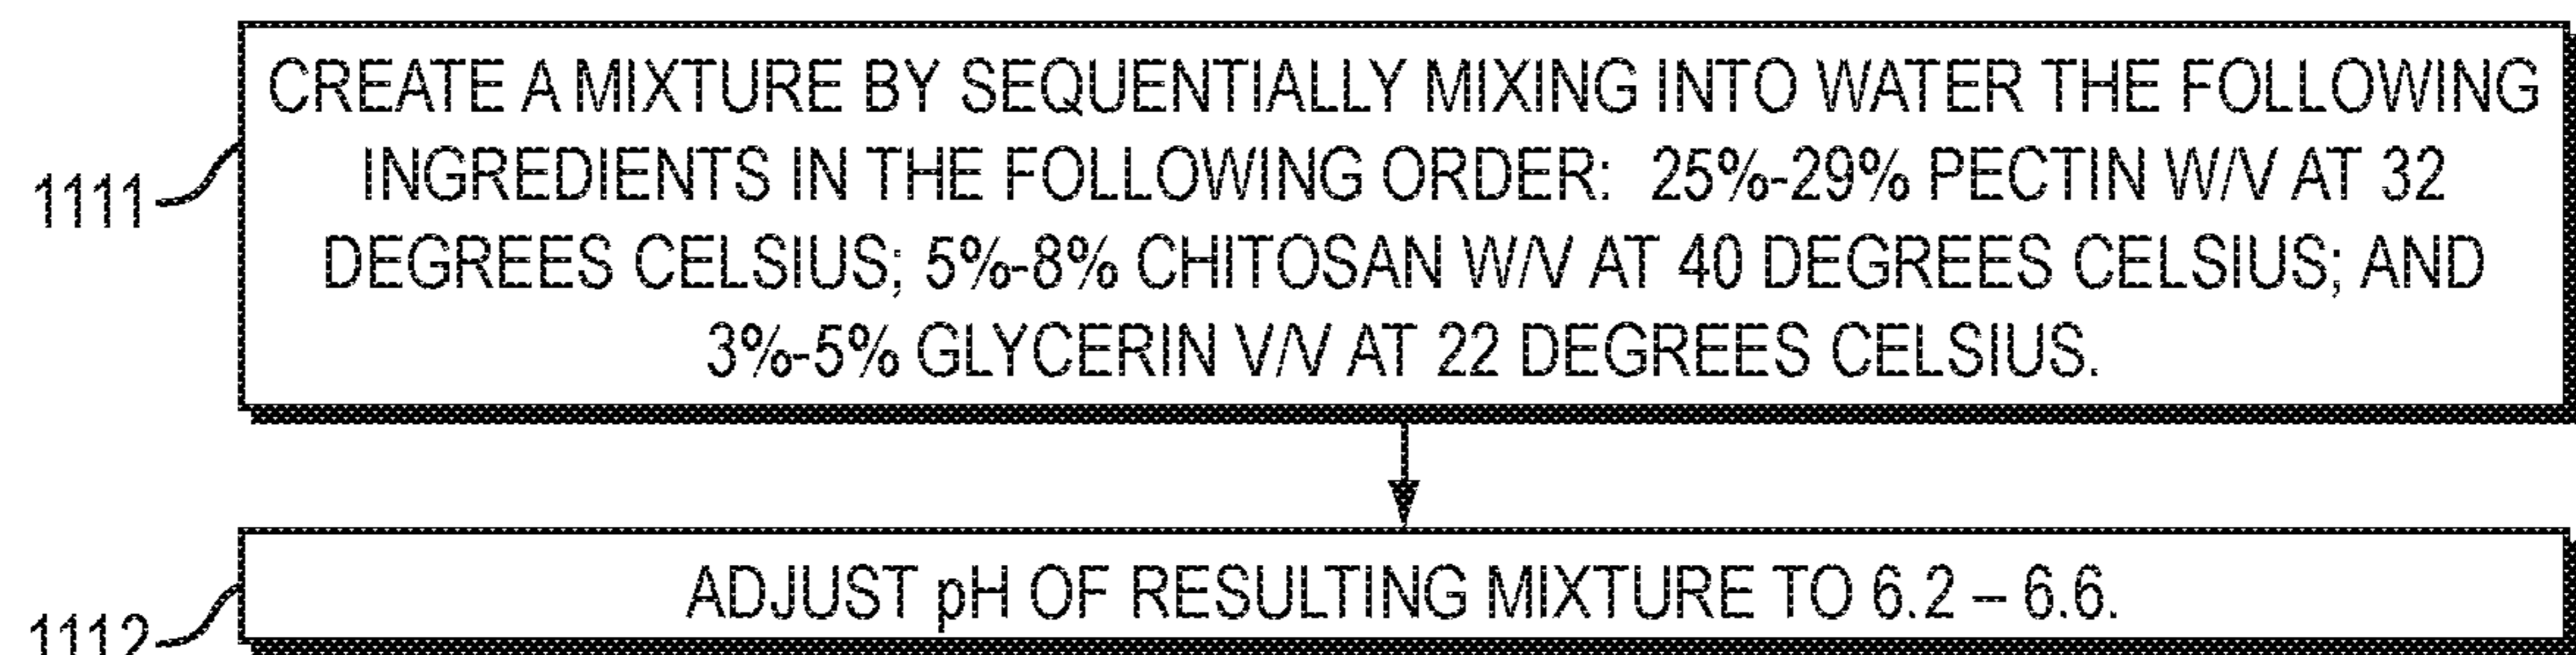 CREATE A MIXTURE BY SEQUENTIALLY MIXING INTO WATER THE FOLLOWING
INGREDIENTS IN THE FOLLOWING ORDER: 25%-29% PECTIN W/V AT 32
1111
DEGREES CELSIUS; 5%-8% CHITOSAN W/V AT 40 DEGREES CELSIUS; AND
3%-5% GLYCERIN V/V AT 22 DEGREES CELSIUS.
ADJUST pH OF RESULTING MIXTURE TO 6.2 – 6.6.
1112